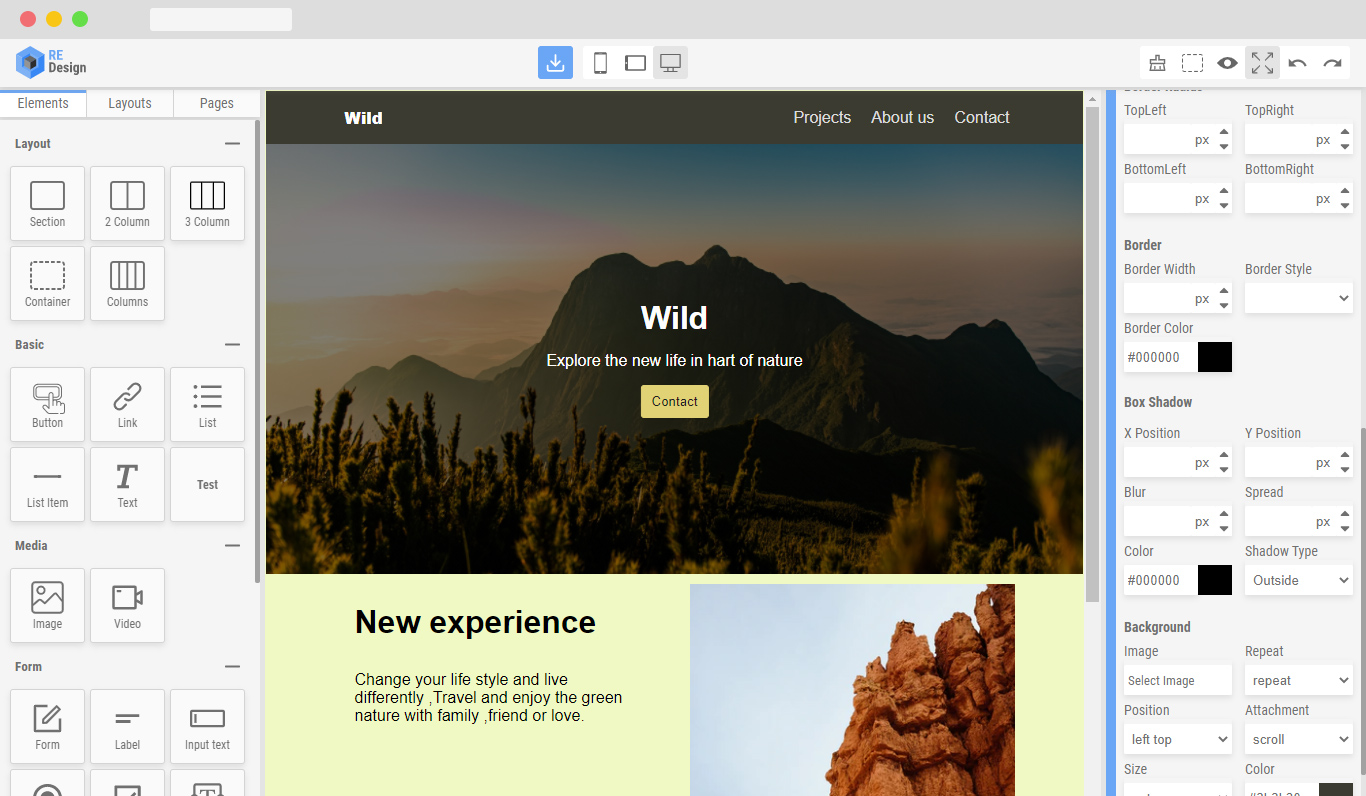 RE
Design
Elements
Layouts
Pages
Layout
Section
2 Column
3 Column
Container
Columns
Basic
Button
Link
List
List Item
Text
Test
Media
Image
Video
Form
Form
Label
Input text
Wild
Projects
About us
Contact
Wild
Explore the new life in hart of nature
Contact
New experience
Change your life style and live
differently ,Travel and enjoy the green
nature with family ,friend or love.
Border Radius
TopLeft
TopRight
px
px
BottomLeft
BottomRight
px
px
Border
Border Width
Border Style
px
Border Color
#000000
Box Shadow
X Position
Y Position
px
px
Blur
Spread
px
px
Color
Shadow Type
#000000
Outside
Background
Image
Repeat
Select Image
repeat
Position
Attachment
left top
scroll
Size
Color